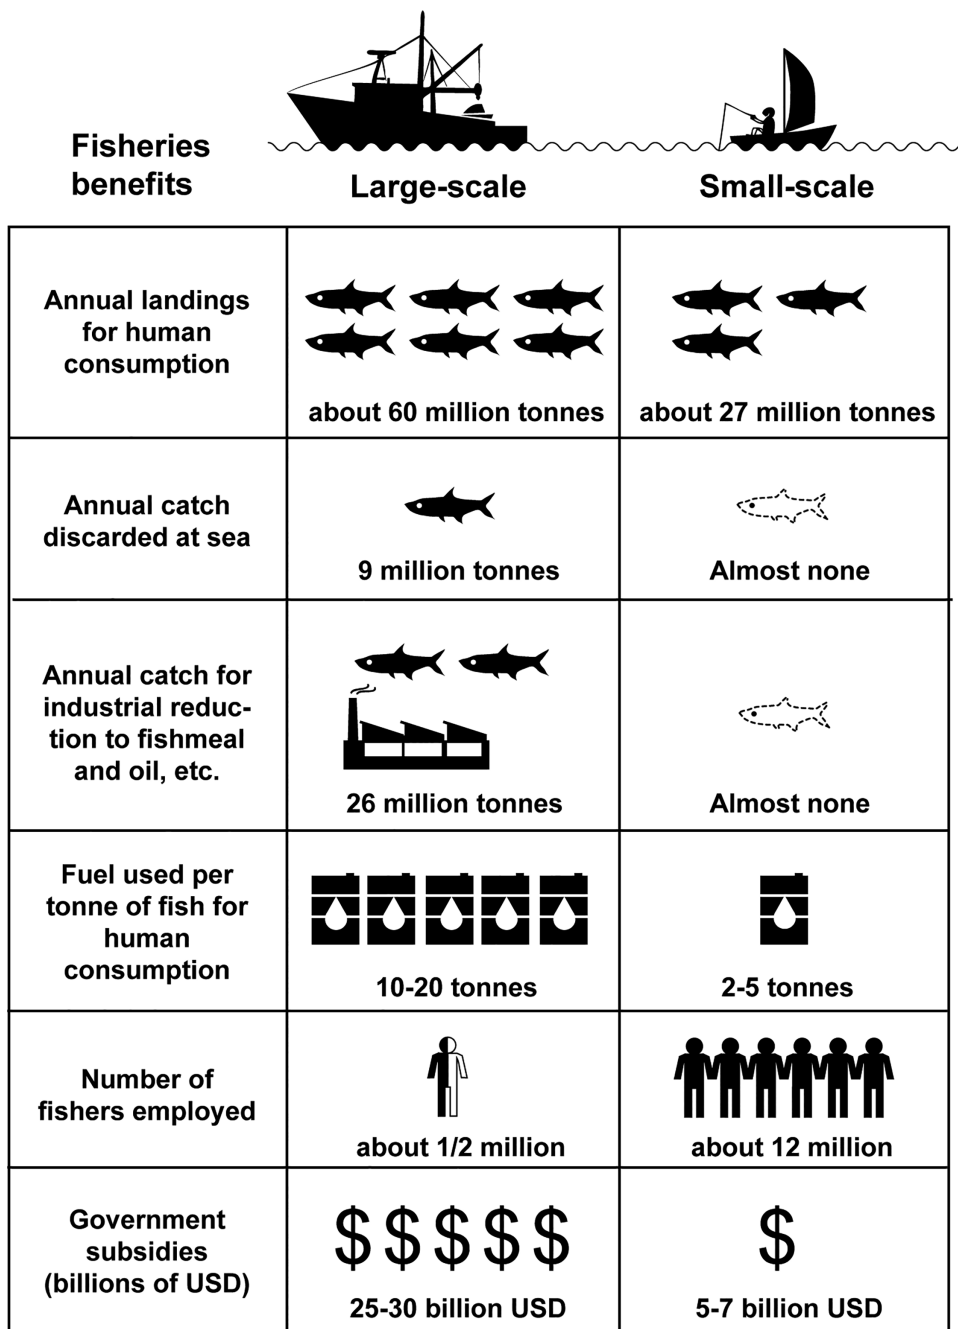 Fisheries
benefits
Large-scale
Small-scale
Annual landings
for human
consumption
about 60 million tonnes
about 27 million tonnes
Annual catch
discarded at sea
9 million tonnes
Almost none
Annual catch for
industrial reduc-
tion to fishmeal
and oil, etc.
26 million tonnes
Almost none
Fuel used per
tonne of fish for
human
consumption
10-20 tonnes
2-5 tonnes
Number of
fishers employed
about 1/2 million
about 12 million
Government
subsidies
(billions of USD)
$ $ $ $ $
25-30 billion USD
$
5-7 billion USD